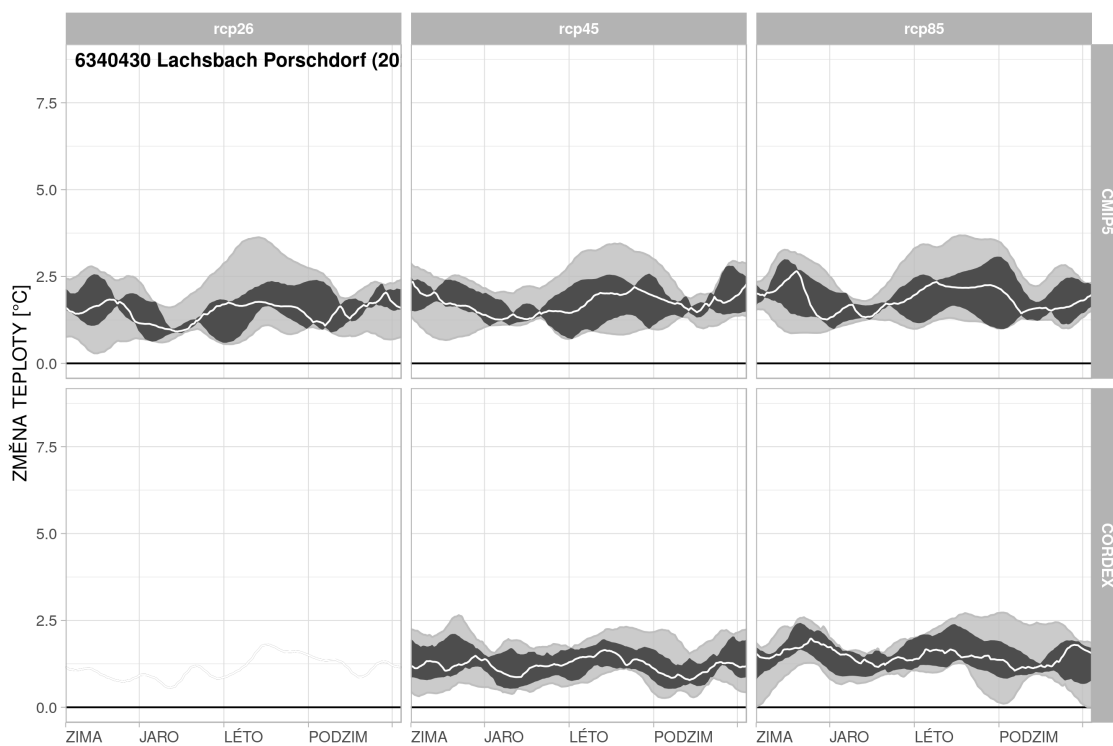 rcp26 rcp45 rcp85
6340430 Lachsbach Porschdorf (20
CMIP5
7.5
5.0
2.5
0.0
ZMĚNA TEPLOTY [°C]
CORDEX
7.5
5.0
2.5
0.0
ZIMA JARO LÉTO PODZIM ZIMA JARO LÉTO PODZIM ZIMA JARO LÉTO PODZIM